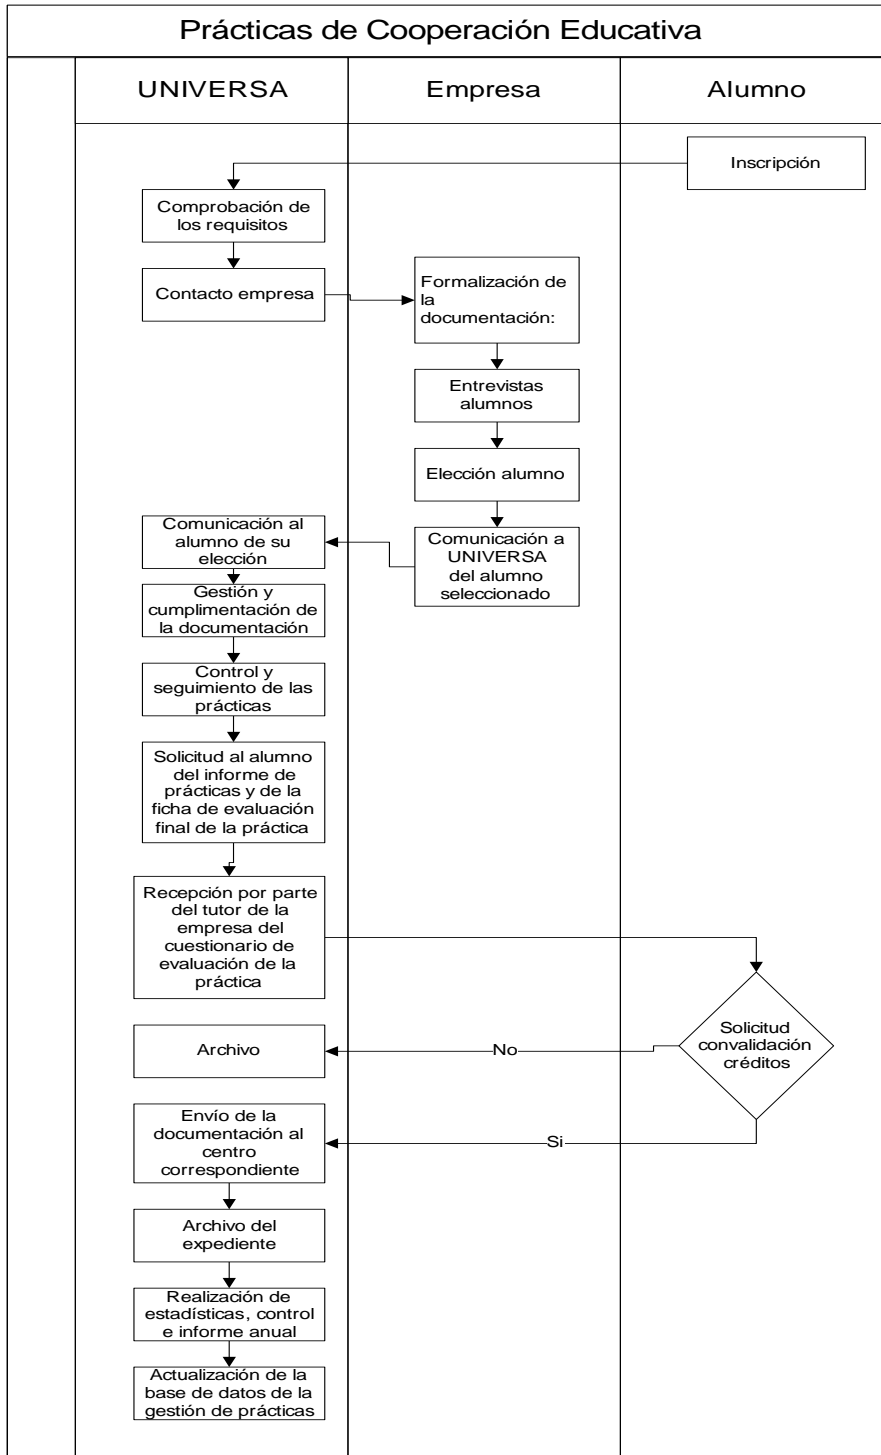 Prácticas de Cooperación Educativa
UNIVERSA
Empresa
Alumno
Inscripción
Comprobación de
los requisitos
Contacto empresa
Formalización de
la
documentación:
Entrevistas
alumnos
Elección alumno
Comunicación a
UNIVERSA
del alumno
seleccionado
Comunicación al
alumno de su
elección
Gestión y
cumplimentación de
la documentación
Control y
seguimiento de las
prácticas
Solicitud al alumno
del informe de
prácticas y de la
ficha de evaluación
final de la práctica
Recepción por parte
del tutor de la
empresa del
cuestionario de
evaluación de la
práctica
Solicitud
convalidación
créditos
No
Archivo
Si
Envío de la
documentación al
centro
correspondiente
Archivo del
expediente
Realización de
estadísticas, control
e informe anual
Actualización de la
base de datos de la
gestión de prácticas